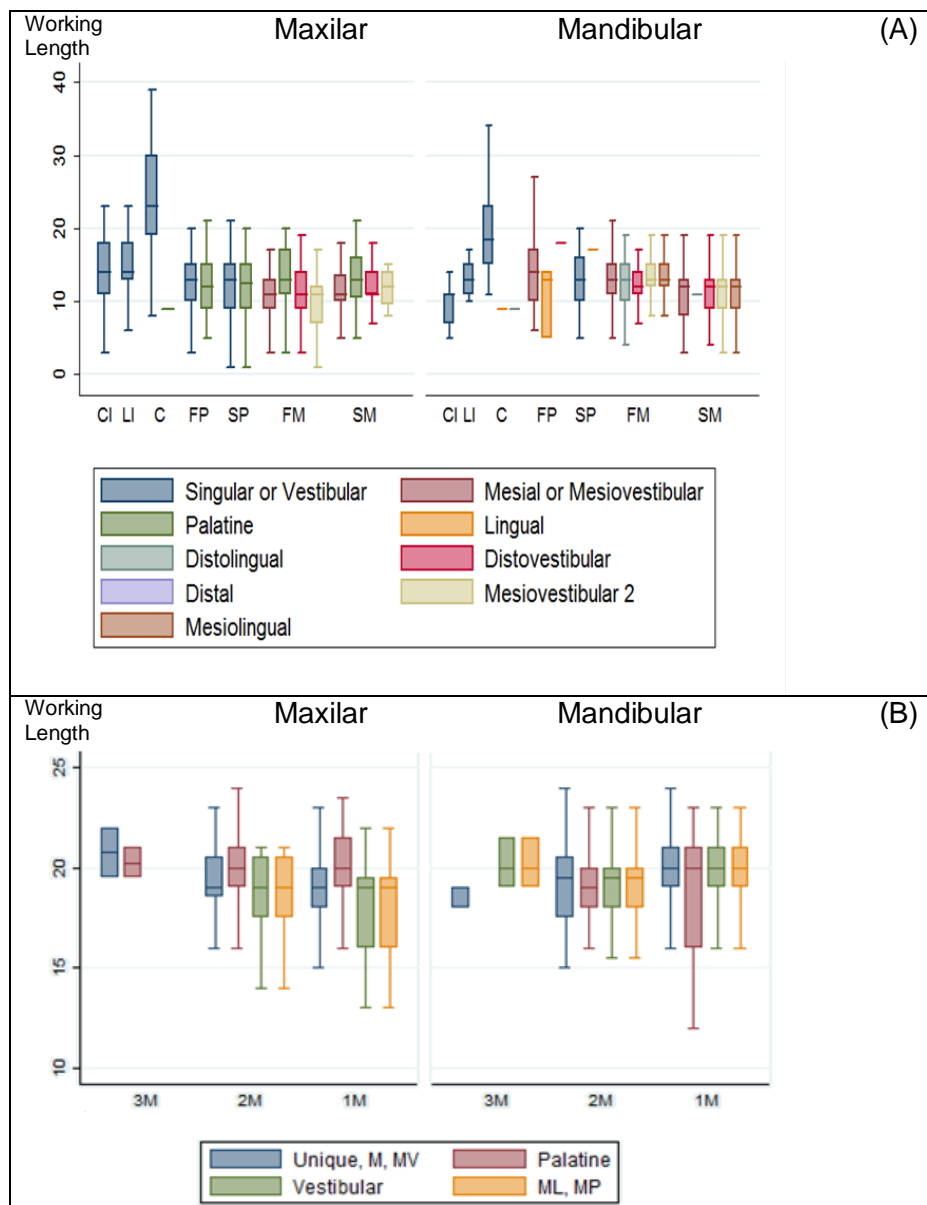 Working
Length
Maxilar
Mandibular
(A)
40
30
20
10
0
CI LI C FP SP FM SM
CI LI C FP SP FM SM
Singular or Vestibular
Mesial or Mesiovestibular
Palatine
Lingual
Distolingual
Distovestibular
Distal
Mesiovestibular 2
Mesiolingual
Working
Length
Maxilar
Mandibular
(B)
25
20
15
10
3M 2M 1M
3M 2M 1M
Unique, M, MV
Palatine
Vestibular
ML, MP